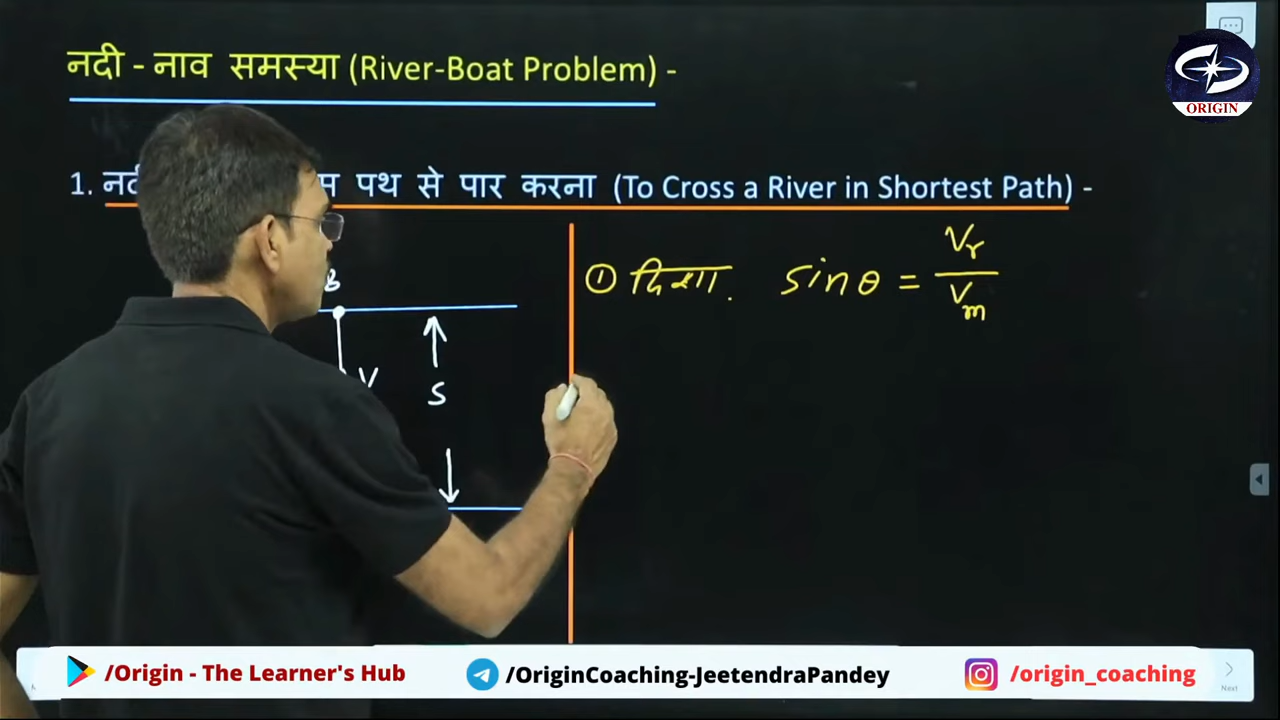 नदी - नाव समस्या (River-Boat Problem) -
ORIGIN
1. पथ से पार करना (To Cross a River in Shortest Path) -
B
① दिशा. sinθ = Vr / Vm
V
S
/Origin - The Learner's Hub
/OriginCoaching-JeetendraPandey
/origin_coaching
Next